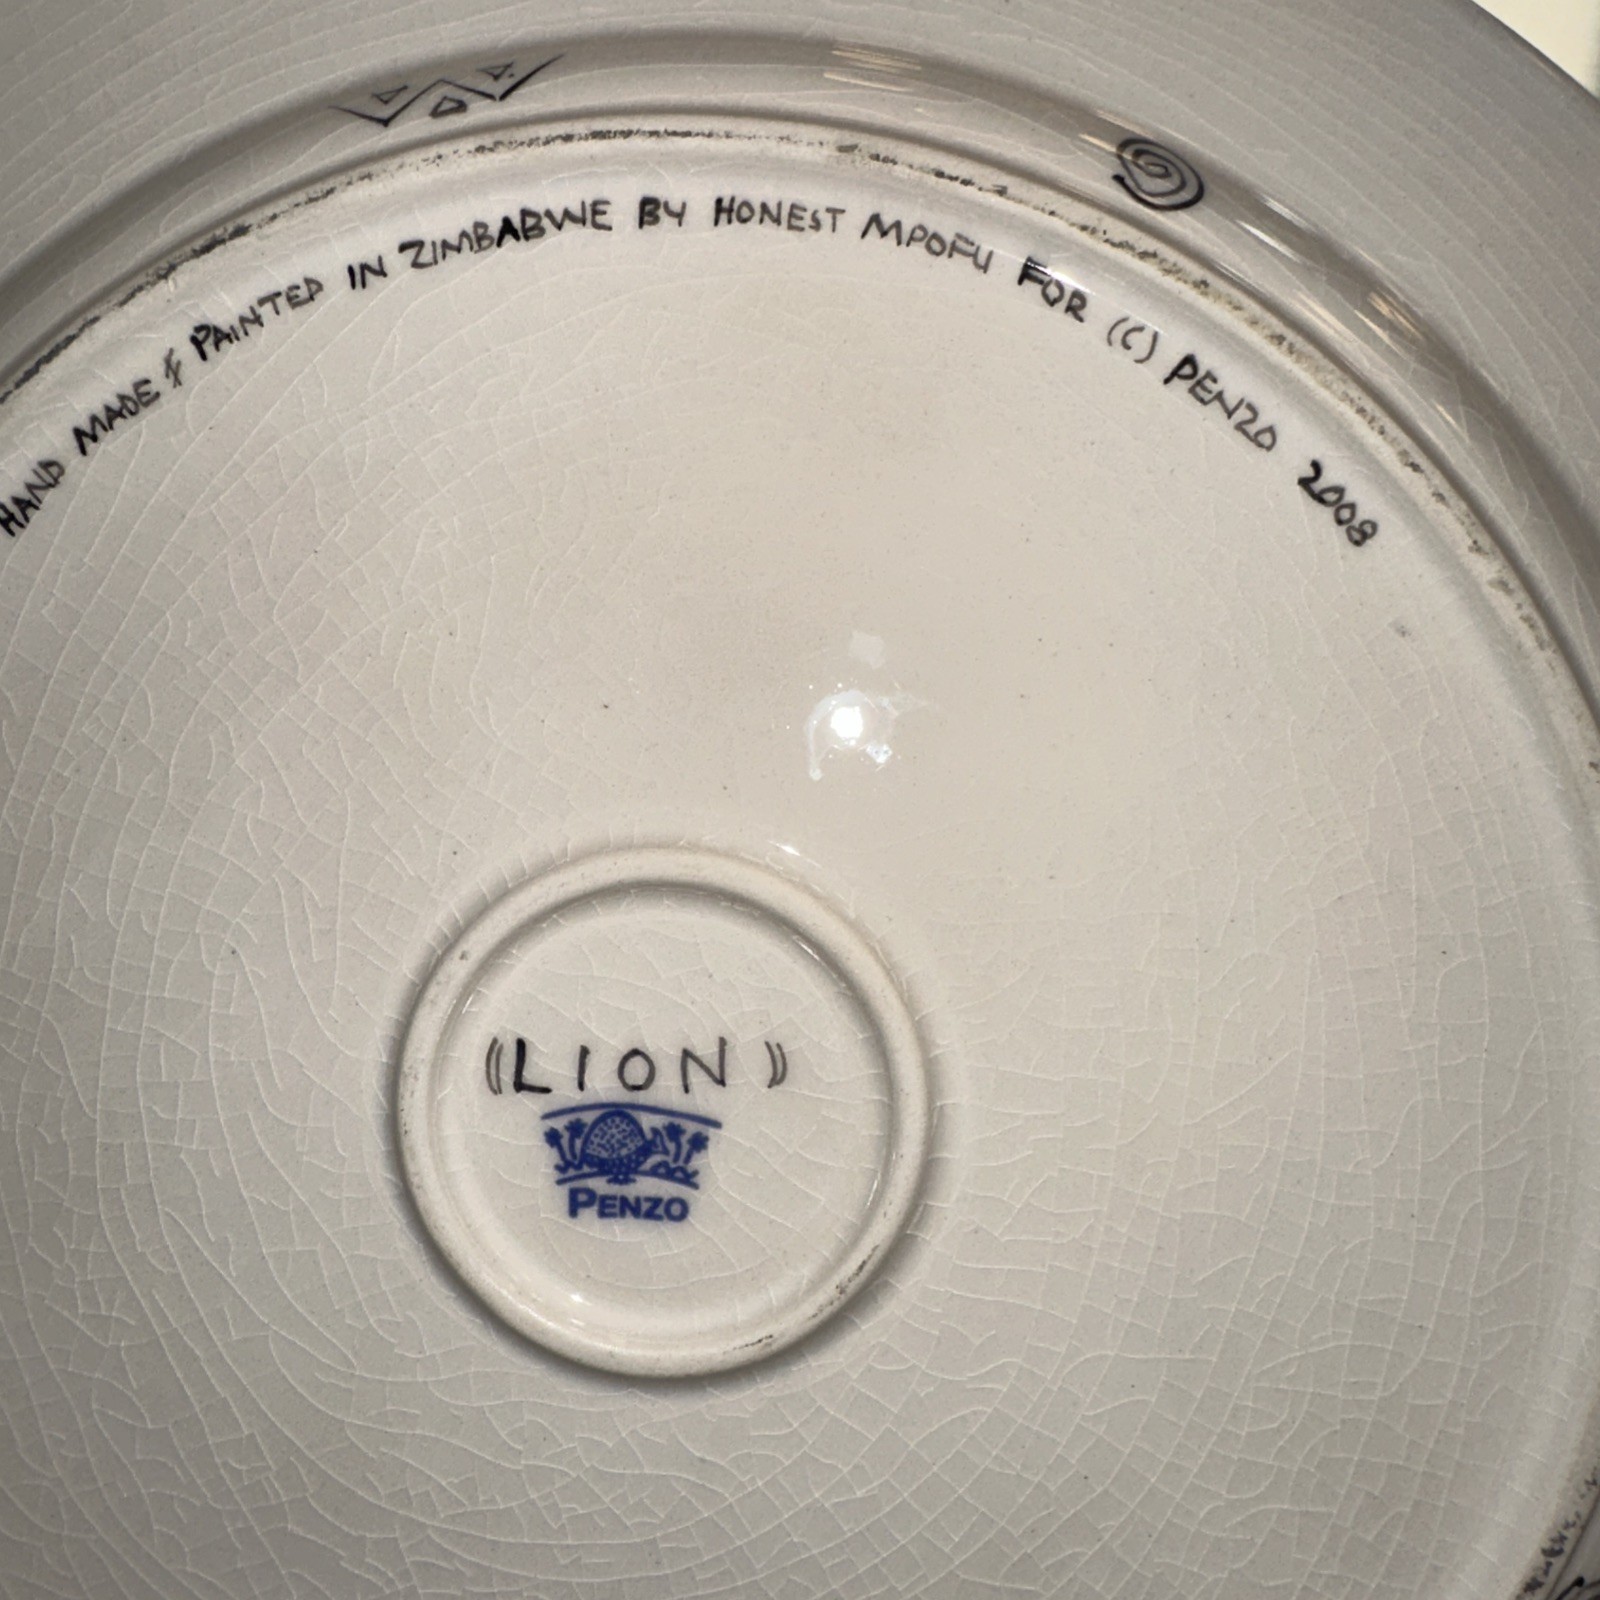 HAND MADE & PAINTED IN ZIMBABWE BY HONEST MPOFU FOR (C) PENZO 2008
((LION))
PENZO